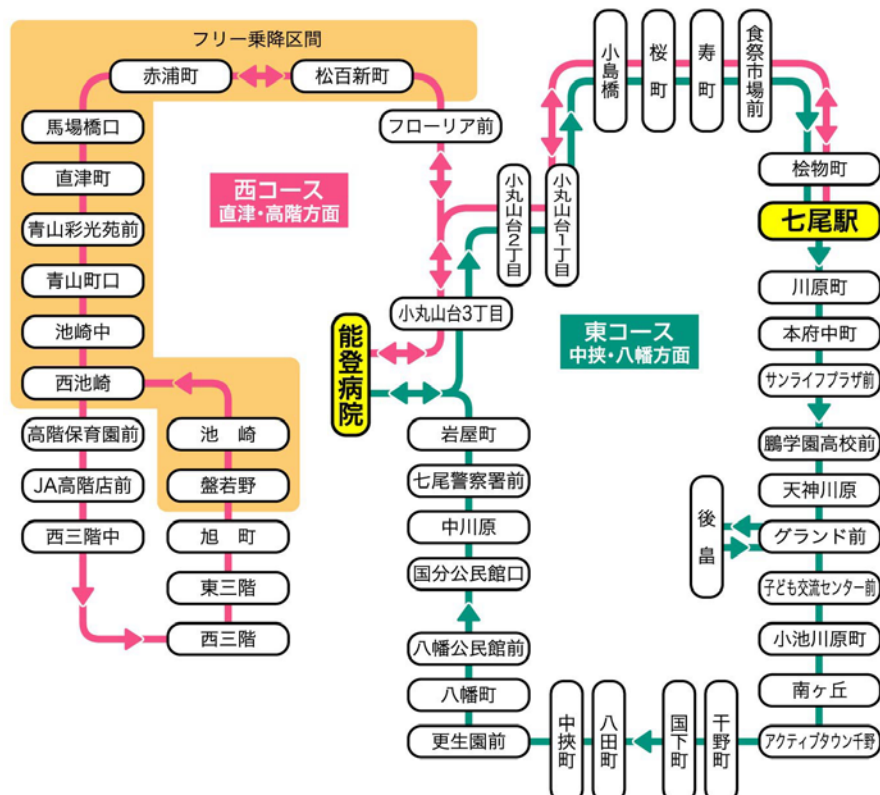 フリー乗降区間
赤浦町
松百新町
馬場橋口
直津町
青山彩光苑前
青山町口
池崎中
西池崎
高階保育園前
JA高階店前
西三階中
西三階
東三階
旭町
盤若野
池崎
フローリア前
西コース
直津・高階方面
小丸山台3丁目
能登病院
小丸山台2丁目
小丸山台1丁目
小島橋
桜町
寿町
食祭市場前
桧物町
七尾駅
東コース
中挾・八幡方面
川原町
本府中町
サンライフプラザ前
鵬学園高校前
天神川原
グランド前
後畠
子ども交流センター前
小池川原町
南ヶ丘
アクティブタウン千野
千野町
国下町
八田町
中挾町
更生園前
八幡町
八幡公民館前
国分公民館口
中川原
七尾警察署前
岩屋町